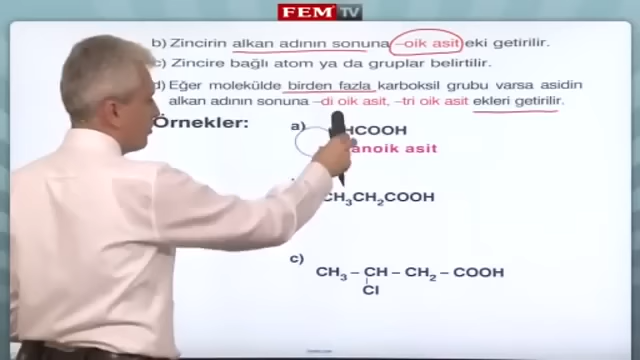 FEM TV
b) Zincirin alkan adının sonuna –oik asit eki getirilir.
c) Zincire bağlı atom ya da gruplar belirtilir.
d) Eğer molekülde birden fazla karboksil grubu varsa asidin
alkan adının sonuna –di oik asit, –tri oik asit ekleri getirilir.
Örnekler:
a) HCOOH
anoik asit
CH₃CH₂COOH
c)
CH₃ – CH – CH₂ – COOH
Cl